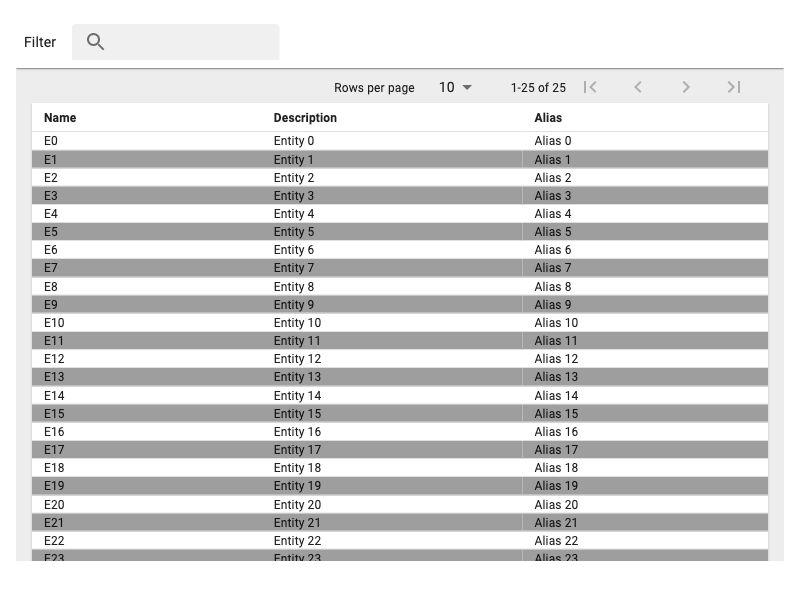 Filter
Rows per page 10 1-25 of 25
Name Description Alias
E0 Entity 0 Alias 0
E1 Entity 1 Alias 1
E2 Entity 2 Alias 2
E3 Entity 3 Alias 3
E4 Entity 4 Alias 4
E5 Entity 5 Alias 5
E6 Entity 6 Alias 6
E7 Entity 7 Alias 7
E8 Entity 8 Alias 8
E9 Entity 9 Alias 9
E10 Entity 10 Alias 10
E11 Entity 11 Alias 11
E12 Entity 12 Alias 12
E13 Entity 13 Alias 13
E14 Entity 14 Alias 14
E15 Entity 15 Alias 15
E16 Entity 16 Alias 16
E17 Entity 17 Alias 17
E18 Entity 18 Alias 18
E19 Entity 19 Alias 19
E20 Entity 20 Alias 20
E21 Entity 21 Alias 21
E22 Entity 22 Alias 22
E23 Entity 23 Alias 23